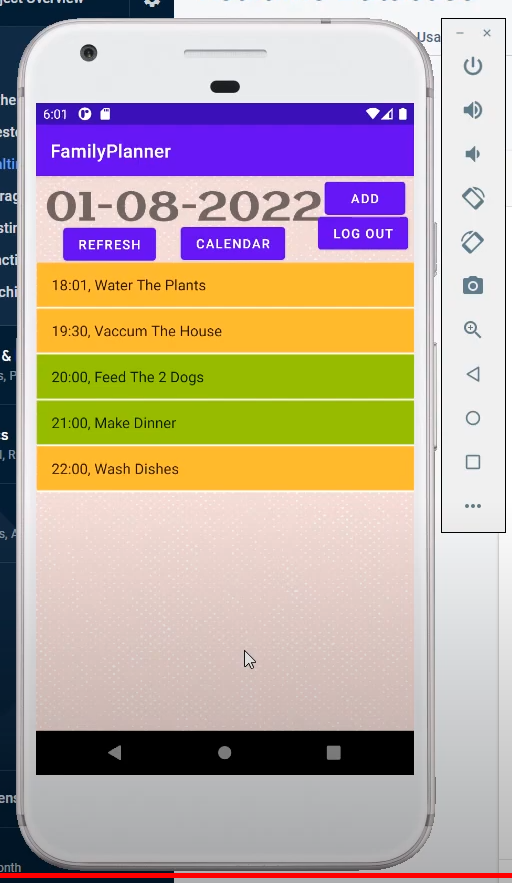 ject Overview
Usa
6:01
FamilyPlanner
01-08-2022
ADD
REFRESH
CALENDAR
LOG OUT
18:01, Water The Plants
19:30, Vaccum The House
20:00, Feed The 2 Dogs
21:00, Make Dinner
22:00, Wash Dishes
onth